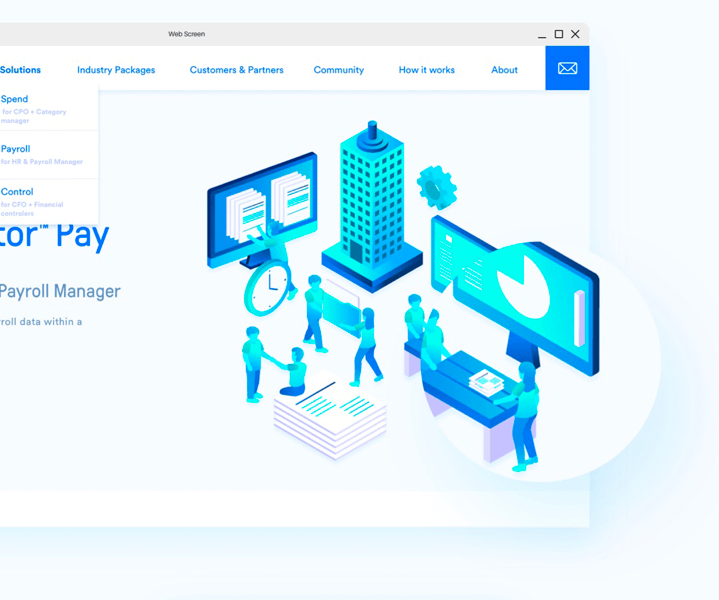 Web Screen
Solutions
Industry Packages
Customers & Partners
Community
How it works
About
Spend
for CPO + Category
manager
Payroll
for HR & Payroll Manager
Control
for CFO + Financial
controlers
tor™ Pay
Payroll Manager
roll data within a